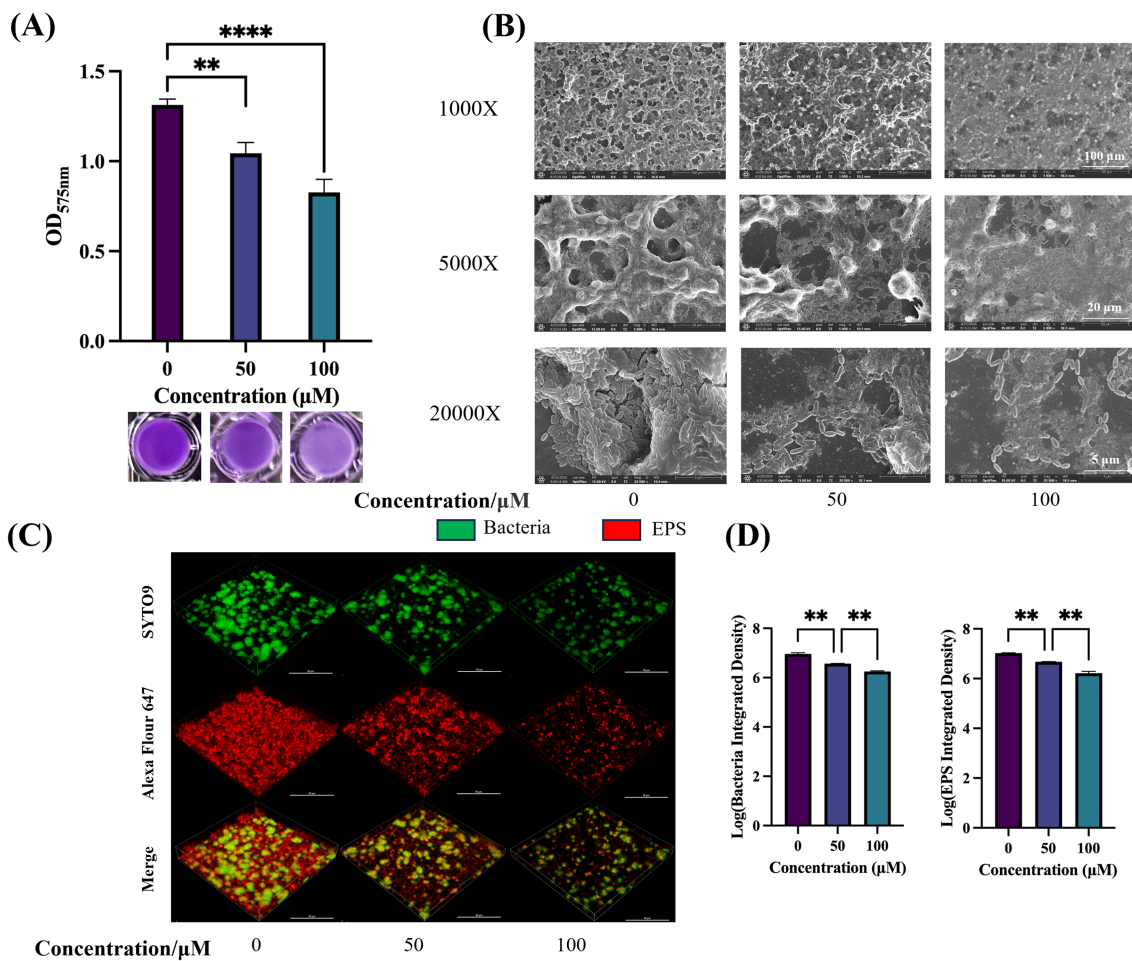 (A)
****
**
1.5
1.0
0.5
0.0
OD575nm
0 50 100
Concentration (μM)
(B)
1000X
100 μm
5000X
20 μm
20000X
5 μm
Concentration/μM 0 50 100
(C)
Bacteria EPS
SYTO9
Alexa Flour 647
Merge
Concentration/μM 0 50 100
(D)
** **
8
6
4
2
0
Log(Bacteria Integrated Density)
0 50 100
Concentration (μM)
** **
8
6
4
2
0
Log(EPS Integrated Density)
0 50 100
Concentration (μM)